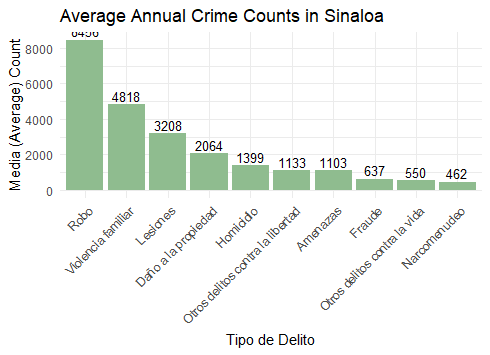 Average Annual Crime Counts in Sinaloa
Media (Average) Count
8000
6000
4000
2000
0
8456
4818
3208
2064
1399
1133
1103
637
550
462
Robo
Violencia familiar
Lesiones
Daño a la propiedad
Homicidio
Otros delitos contra la libertad
Amenazas
Fraude
Otros delitos contra la vida
Narcomenudeo
Tipo de Delito